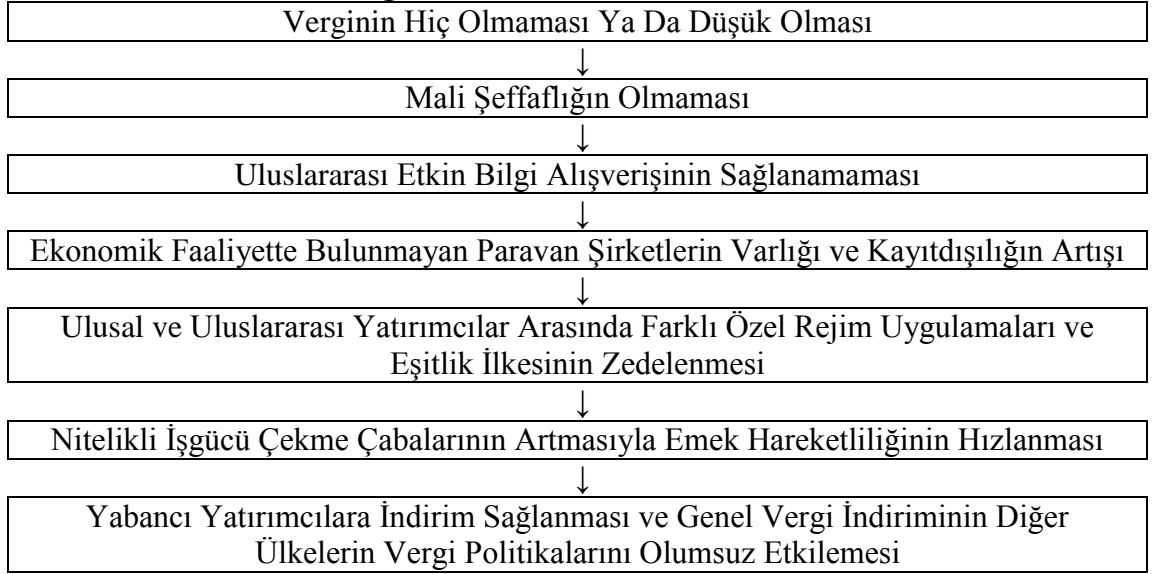 Verginin Hiç Olmaması Ya Da Düşük Olması
↓
Mali Şeffaflığın Olmaması
↓
Uluslararası Etkin Bilgi Alışverişinin Sağlanamaması
↓
Ekonomik Faaliyette Bulunmayan Paravan Şirketlerin Varlığı ve Kayıtdışılığın Artışı
↓
Ulusal ve Uluslararası Yatırımcılar Arasında Farklı Özel Rejim Uygulamaları ve
Eşitlik İlkesinin Zedelenmesi
↓
Nitelikli İşgücü Çekme Çabalarının Artmasıyla Emek Hareketliliğinin Hızlanması
↓
Yabancı Yatırımcılara İndirim Sağlanması ve Genel Vergi İndiriminin Diğer
Ülkelerin Vergi Politikalarını Olumsuz Etkilemesi